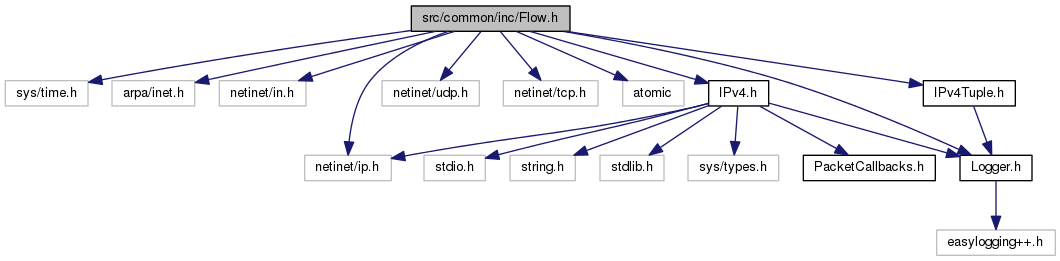 src/common/inc/Flow.h
sys/time.h
arpa/inet.h
netinet/in.h
netinet/udp.h
netinet/tcp.h
atomic
IPv4.h
IPv4Tuple.h
netinet/ip.h
stdio.h
string.h
stdlib.h
sys/types.h
PacketCallbacks.h
Logger.h
easylogging++.h